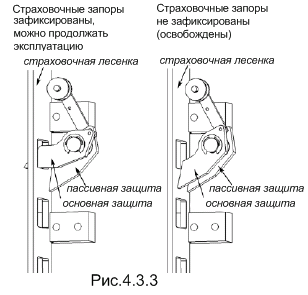 Страховочные запоры
зафиксированы,
можно продолжать
эксплуатацию
страховочная лесенка
пассивная защита
основная защита
Страховочные запоры
не зафиксированы
(освобождены)
страховочная лесенка
пассивная защита
основная защита
Рис.4.3.3